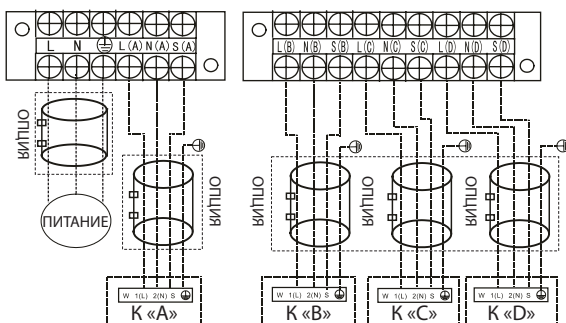 L N L(A) N(A) S(A)
L(B) N(B) S(B) L(C) N(C) S(C) L(D) N(D) S(D)
ОПЦИЯ
ПИТАНИЕ
ОПЦИЯ
ОПЦИЯ
ОПЦИЯ
ОПЦИЯ
W 1(L) 2(N) S
К «A»
W 1(L) 2(N) S
К «B»
W 1(L) 2(N) S
К «C»
W 1(L) 2(N) S
К «D»